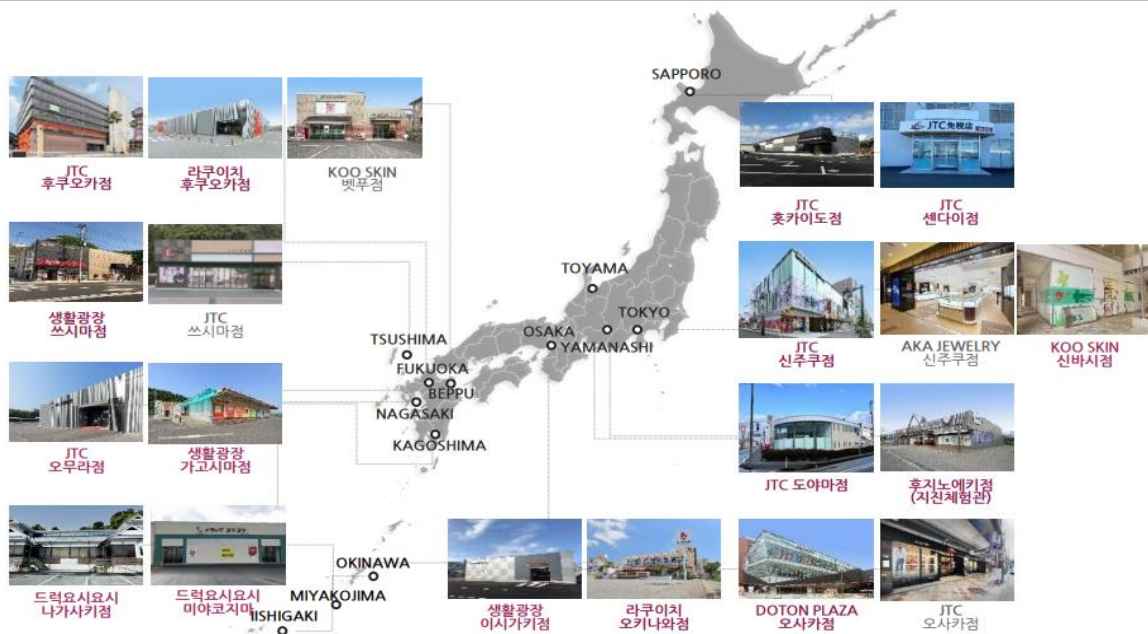 SAPPORO
JTC
후쿠오카점
라쿠이치
후쿠오카점
KOO SKIN
벳푸점
JTC免税店
JTC
홋카이도점
JTC
센다이점
생활광장
쓰시마점
JTC
쓰시마점
TOYAMA
TOKYO
OSAKA
YAMANASHI
TSUSHIMA
FUKUOKA
BEPPU
NAGASAKI
KAGOSHIMA
JTC
신주쿠점
AKA JEWELRY
신주쿠점
KOO SKIN
신바시점
JTC
오무라점
생활광장
가고시마점
JTC 도야마점
후지노에키점
(지진체험관)
드럭요시요시
나가사키점
드럭요시요시
미야코지마
OKINAWA
MIYAKOJIMA
IISHIGAKI
생활광장
이시가키점
라쿠이치
오키나와점
DOTON PLAZA
오사카점
JTC
오사카점